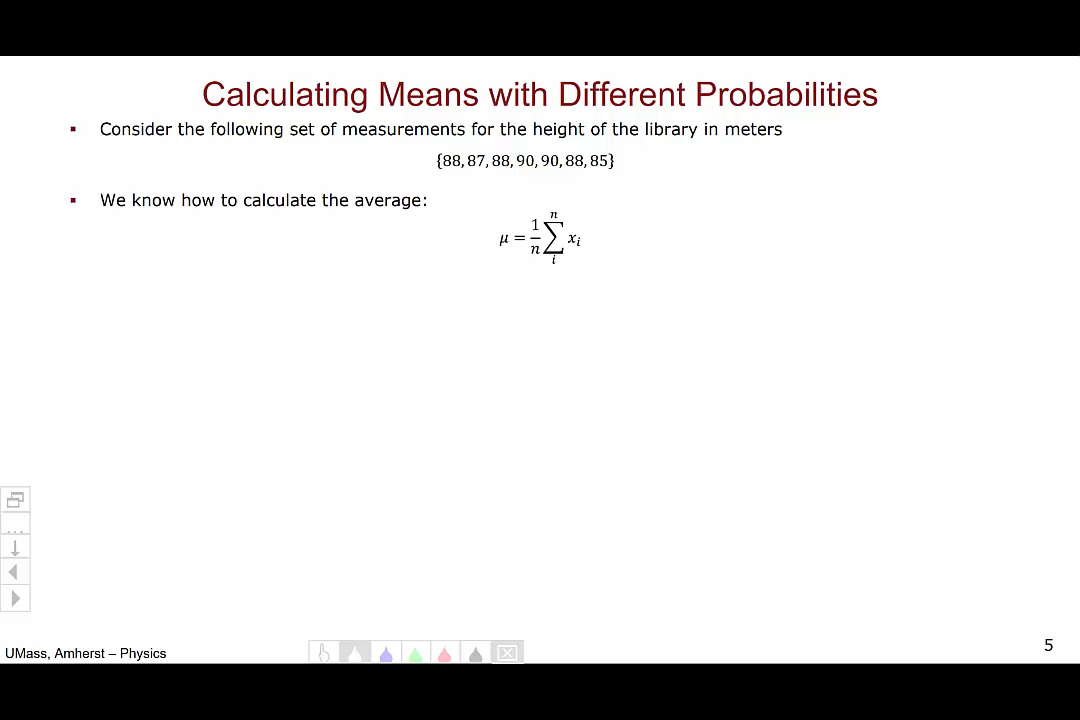 Calculating Means with Different Probabilities
▪ Consider the following set of measurements for the height of the library in meters
{88, 87, 88, 90, 90, 88, 85}
▪ We know how to calculate the average:
μ = 1/n ∑_i^n x_i
UMass, Amherst – Physics
5